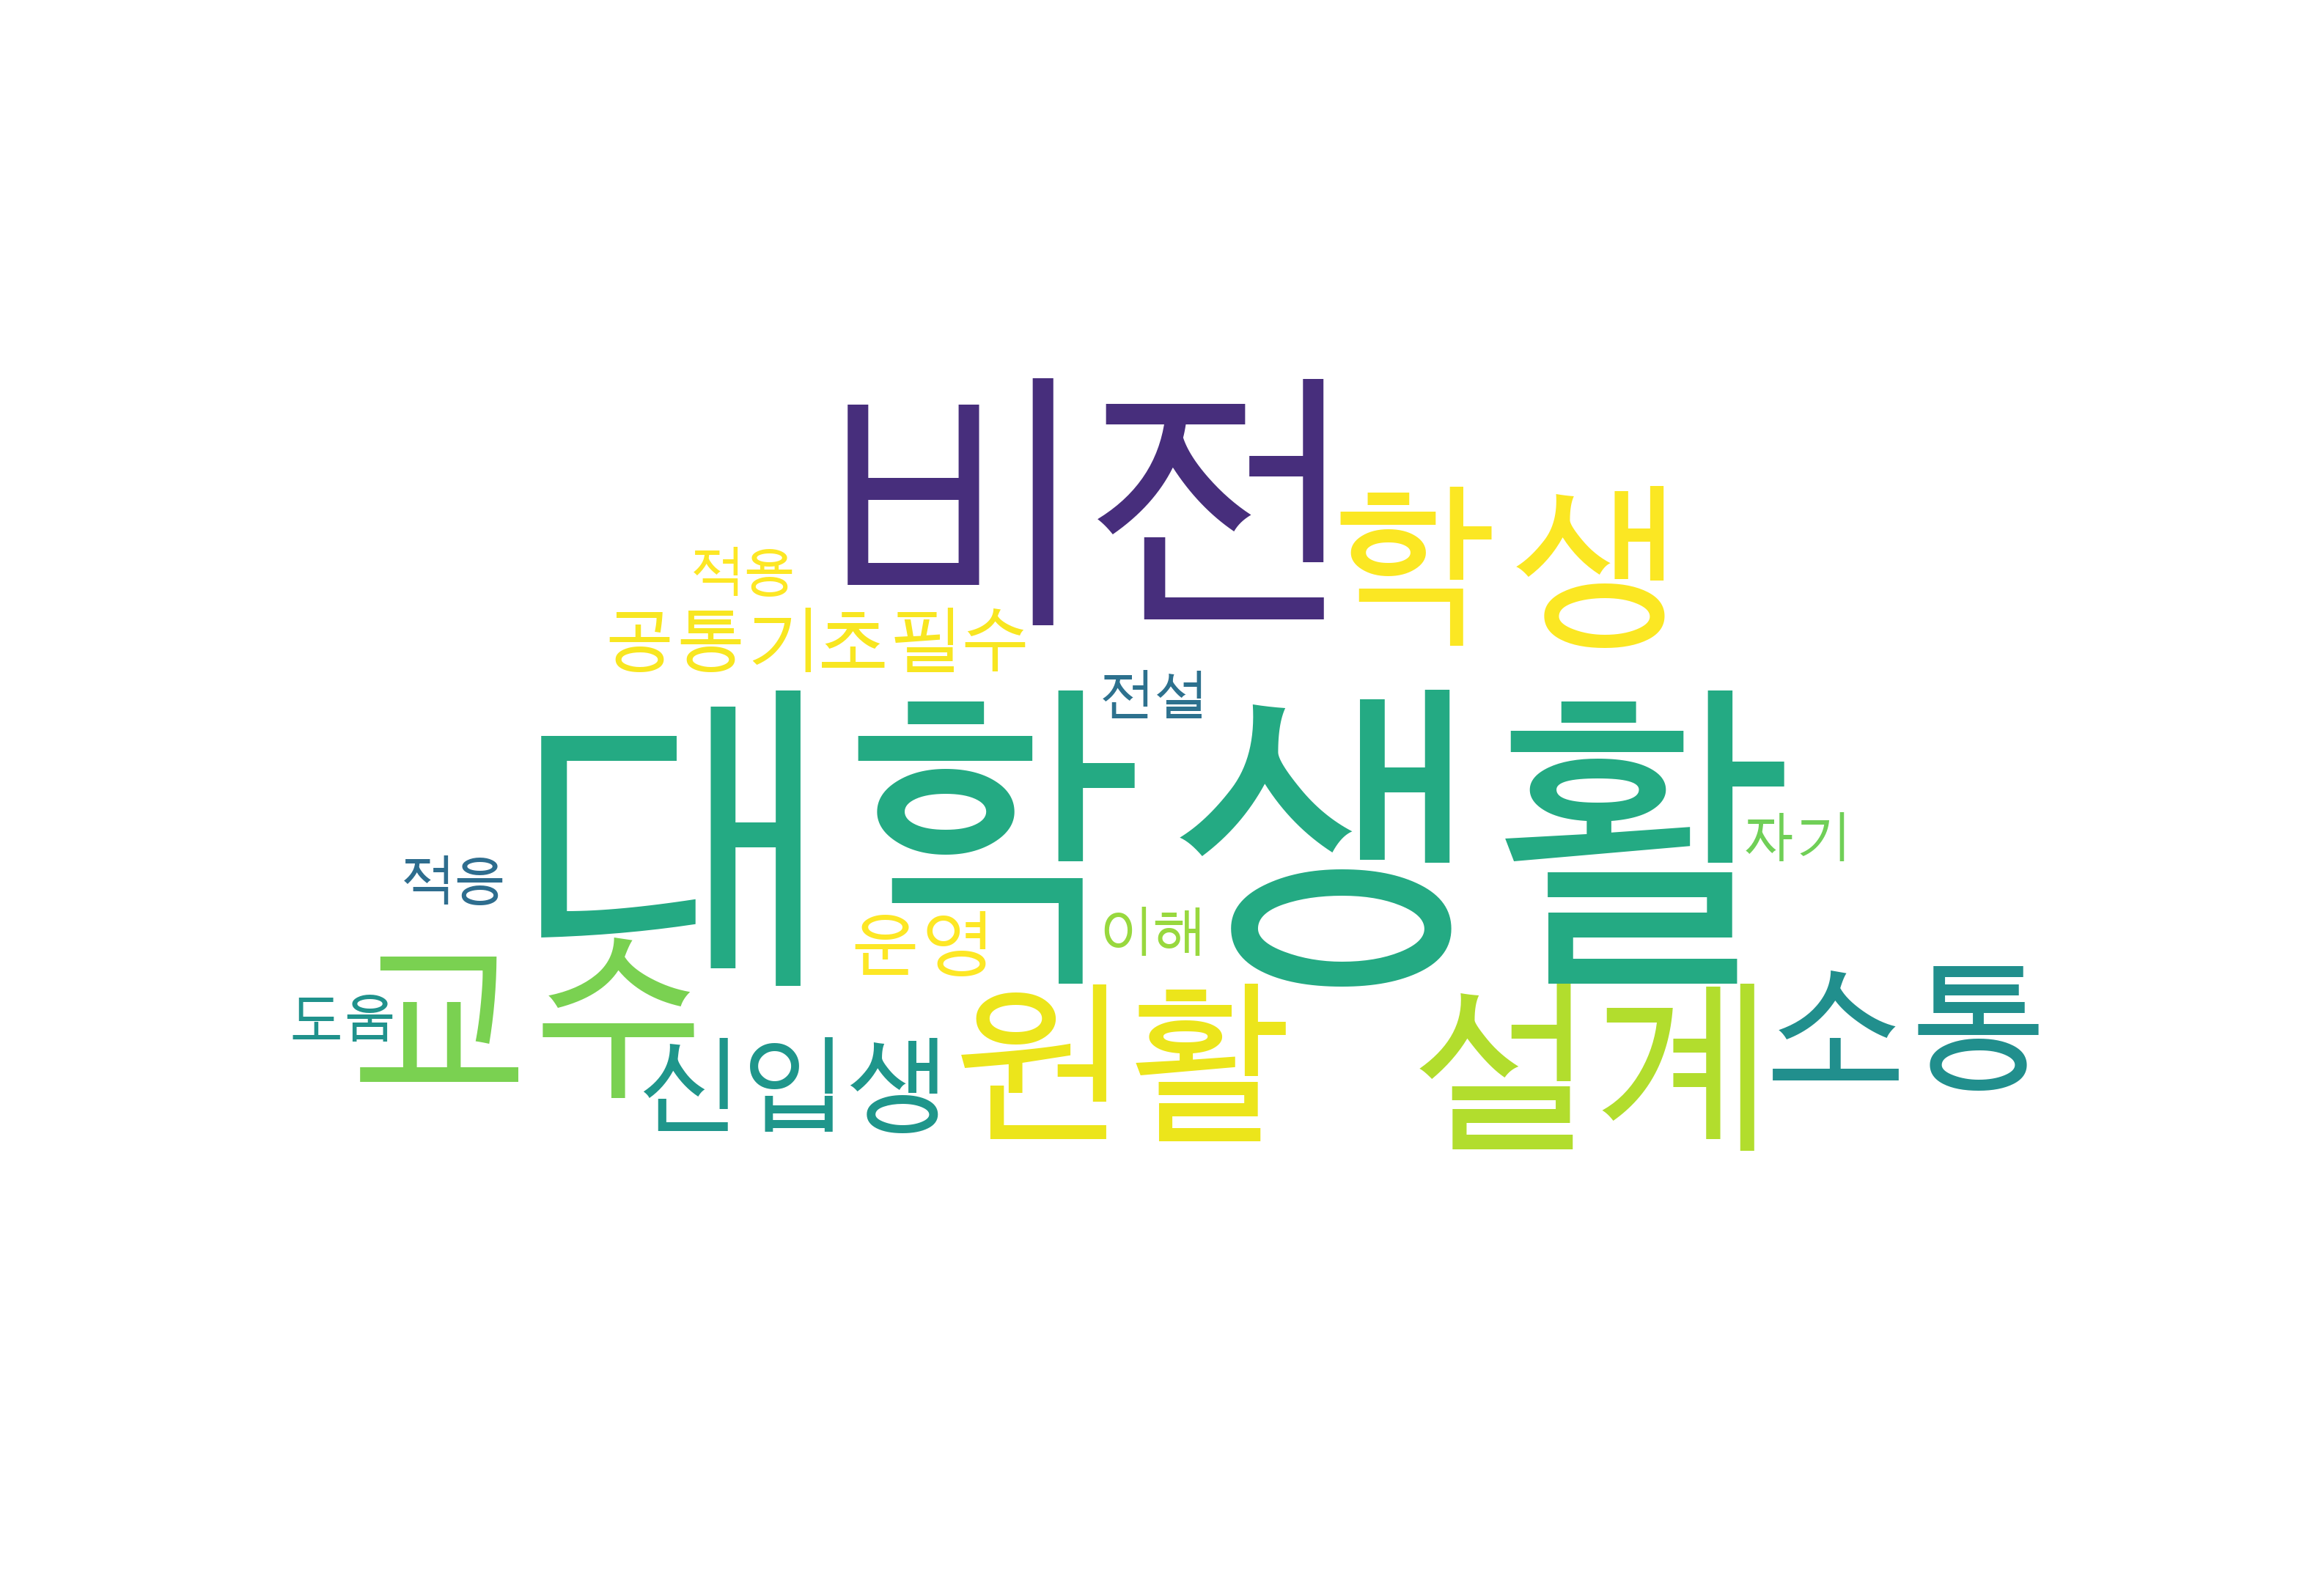 비전
학생
적용
공통기초필수
전설
대학생활
자기
적응
운영
이해
교수
도움
신입생
원활
설계
소통